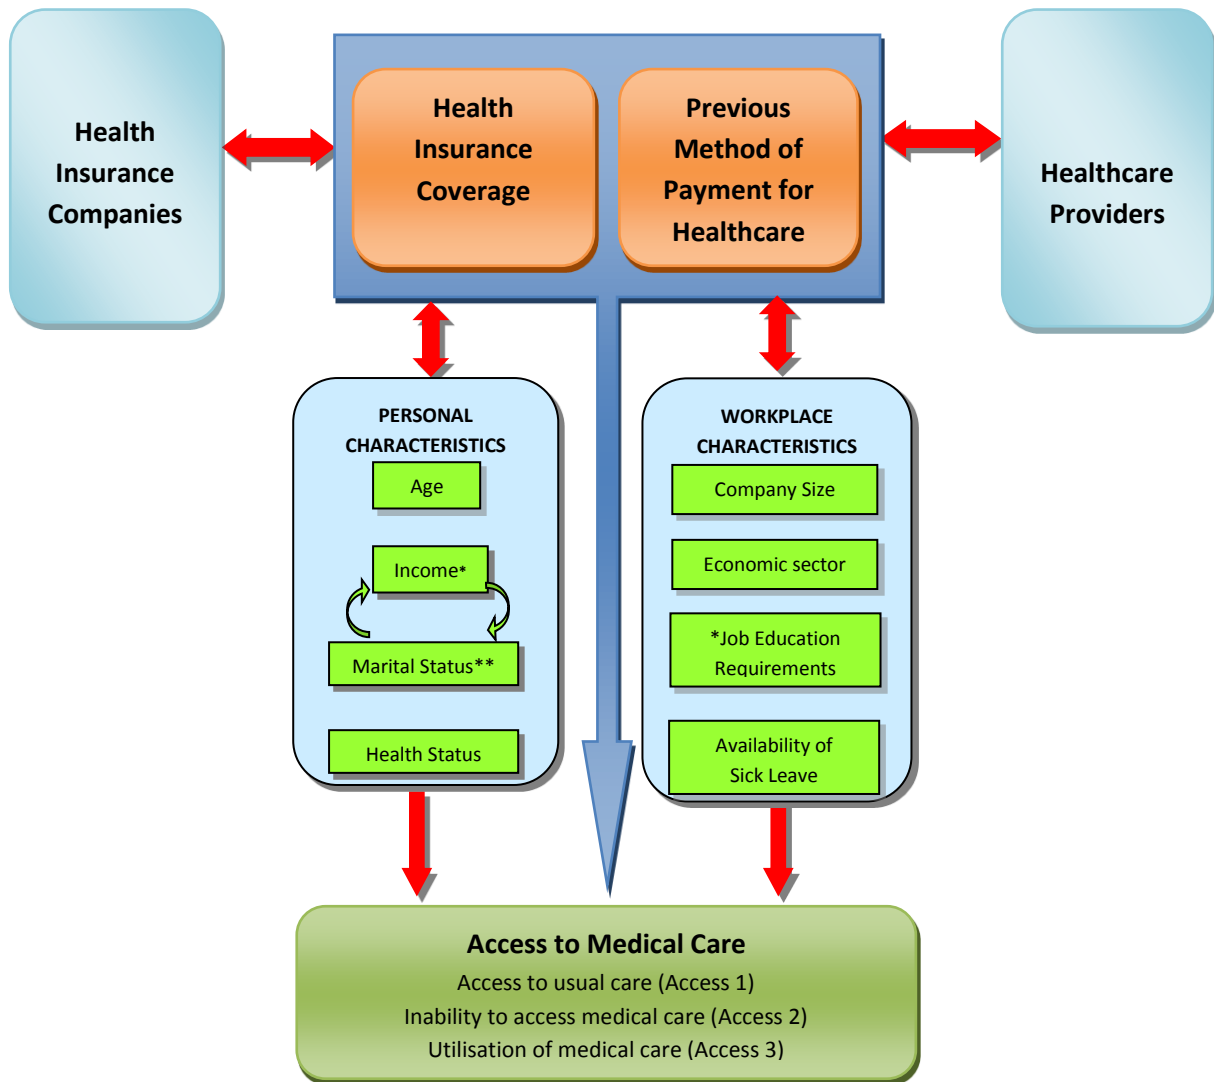 Health
Insurance
Companies
Health
Insurance
Coverage
Previous
Method of
Payment for
Healthcare
Healthcare
Providers
PERSONAL
CHARACTERISTICS
Age
Income*
Marital Status**
Health Status
WORKPLACE
CHARACTERISTICS
Company Size
Economic sector
*Job Education
Requirements
Availability of
Sick Leave
Access to Medical Care
Access to usual care (Access 1)
Inability to access medical care (Access 2)
Utilisation of medical care (Access 3)